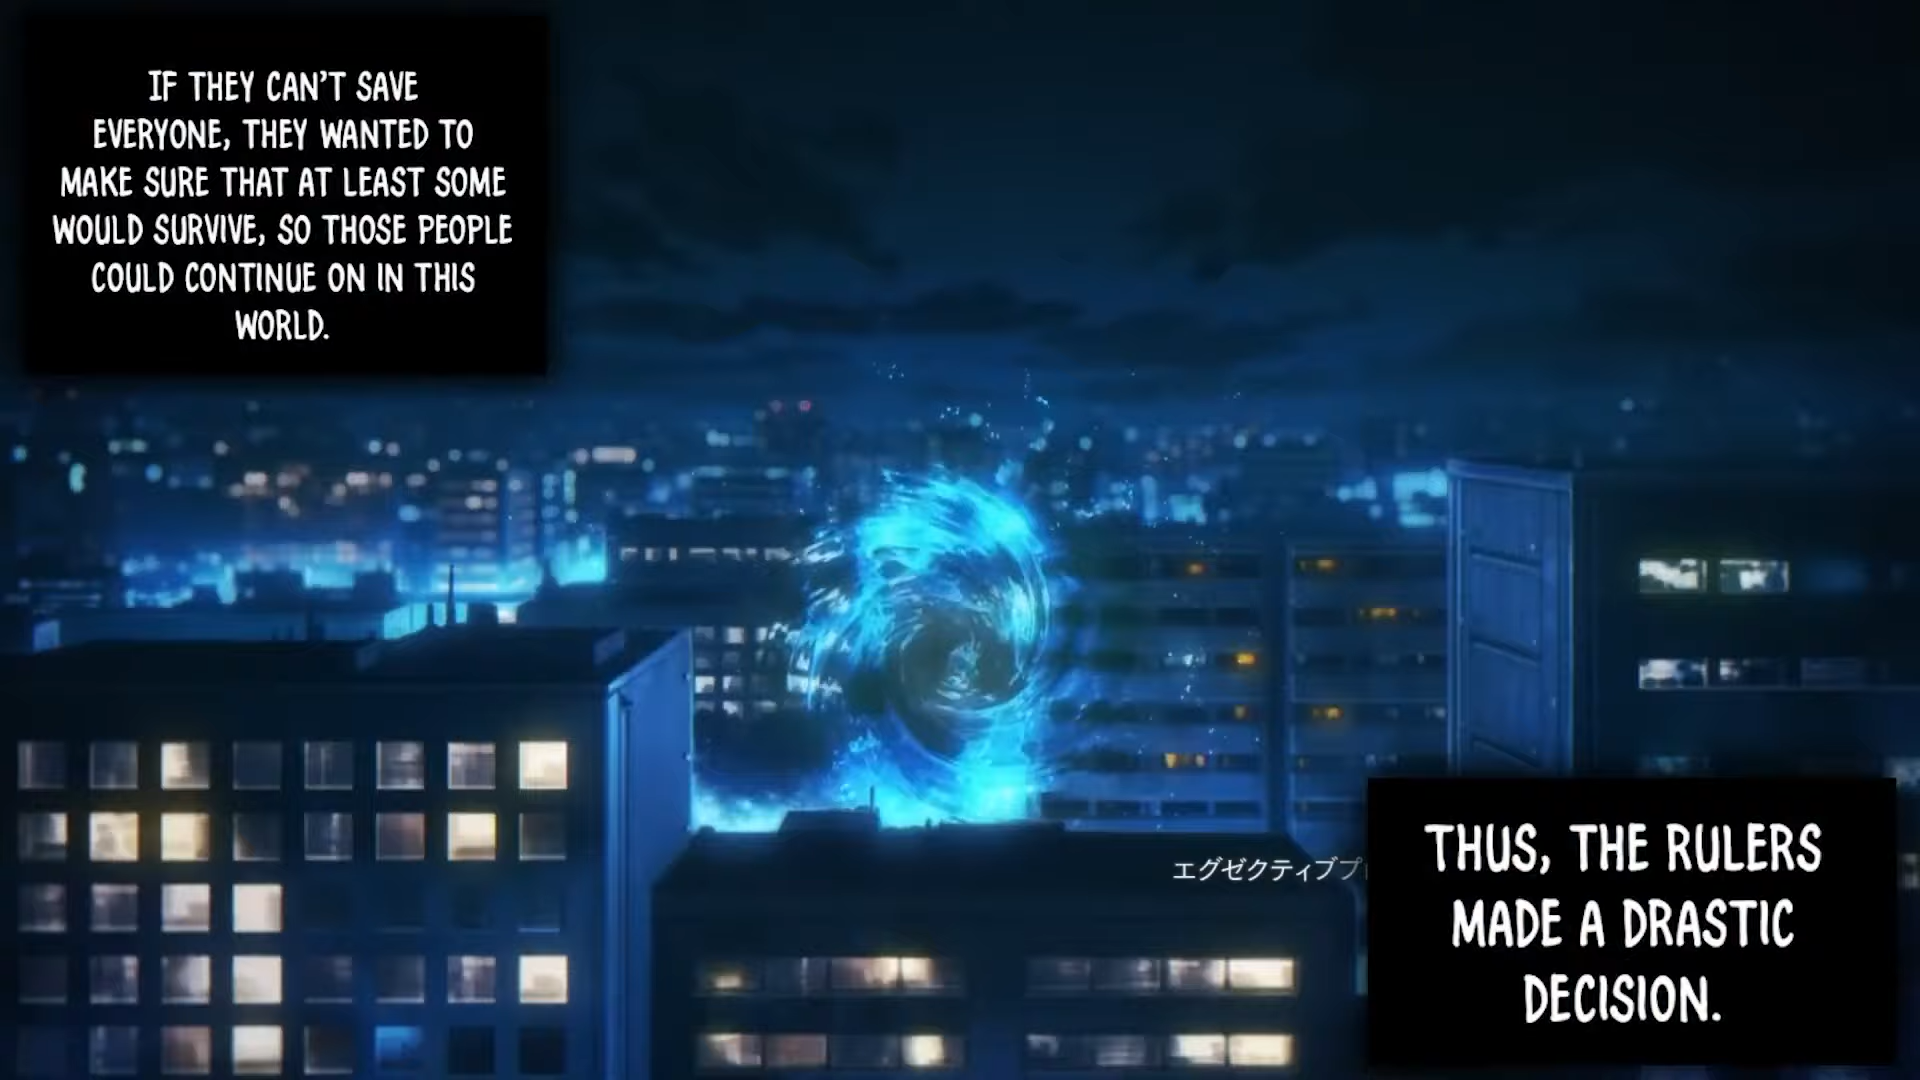 IF THEY CAN'T SAVE
EVERYONE, THEY WANTED TO
MAKE SURE THAT AT LEAST SOME
WOULD SURVIVE, SO THOSE PEOPLE
COULD CONTINUE ON IN THIS
WORLD.
エグゼクティブプ
THUS, THE RULERS
MADE A DRASTIC
DECISION.